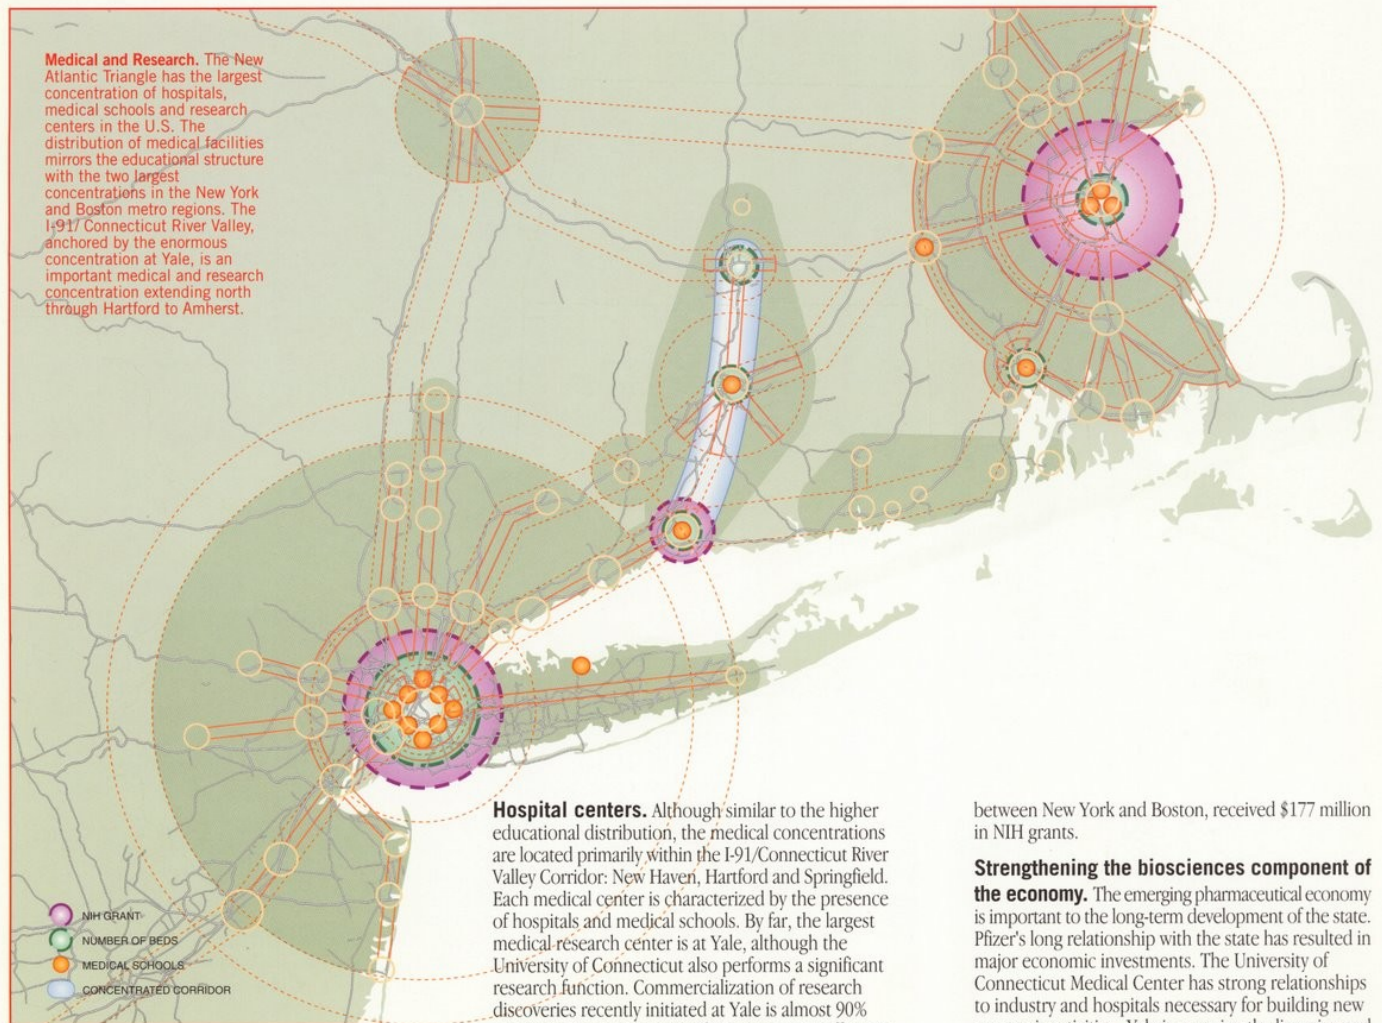 Medical and Research. The New
Atlantic Triangle has the largest
concentration of hospitals,
medical schools and research
centers in the U.S. The
distribution of medical facilities
mirrors the educational structure
with the two largest
concentrations in the New York
and Boston metro regions. The
I-91/ Connecticut River Valley,
anchored by the enormous
concentration at Yale, is an
important medical and research
concentration extending north
through Hartford to Amherst.
NIH GRANT
NUMBER OF BEDS
MEDICAL SCHOOLS
CONCENTRATED CORRIDOR
Hospital centers. Although similar to the higher
educational distribution, the medical concentrations
are located primarily within the I-91/Connecticut River
Valley Corridor: New Haven, Hartford and Springfield.
Each medical center is characterized by the presence
of hospitals and medical schools. By far, the largest
medical research center is at Yale, although the
University of Connecticut also performs a significant
research function. Commercialization of research
discoveries recently initiated at Yale is almost 90%
between New York and Boston, received $177 million
in NIH grants.
Strengthening the biosciences component of
the economy. The emerging pharmaceutical economy
is important to the long-term development of the state.
Pfizer's long relationship with the state has resulted in
major economic investments. The University of
Connecticut Medical Center has strong relationships
to industry and hospitals necessary for building new